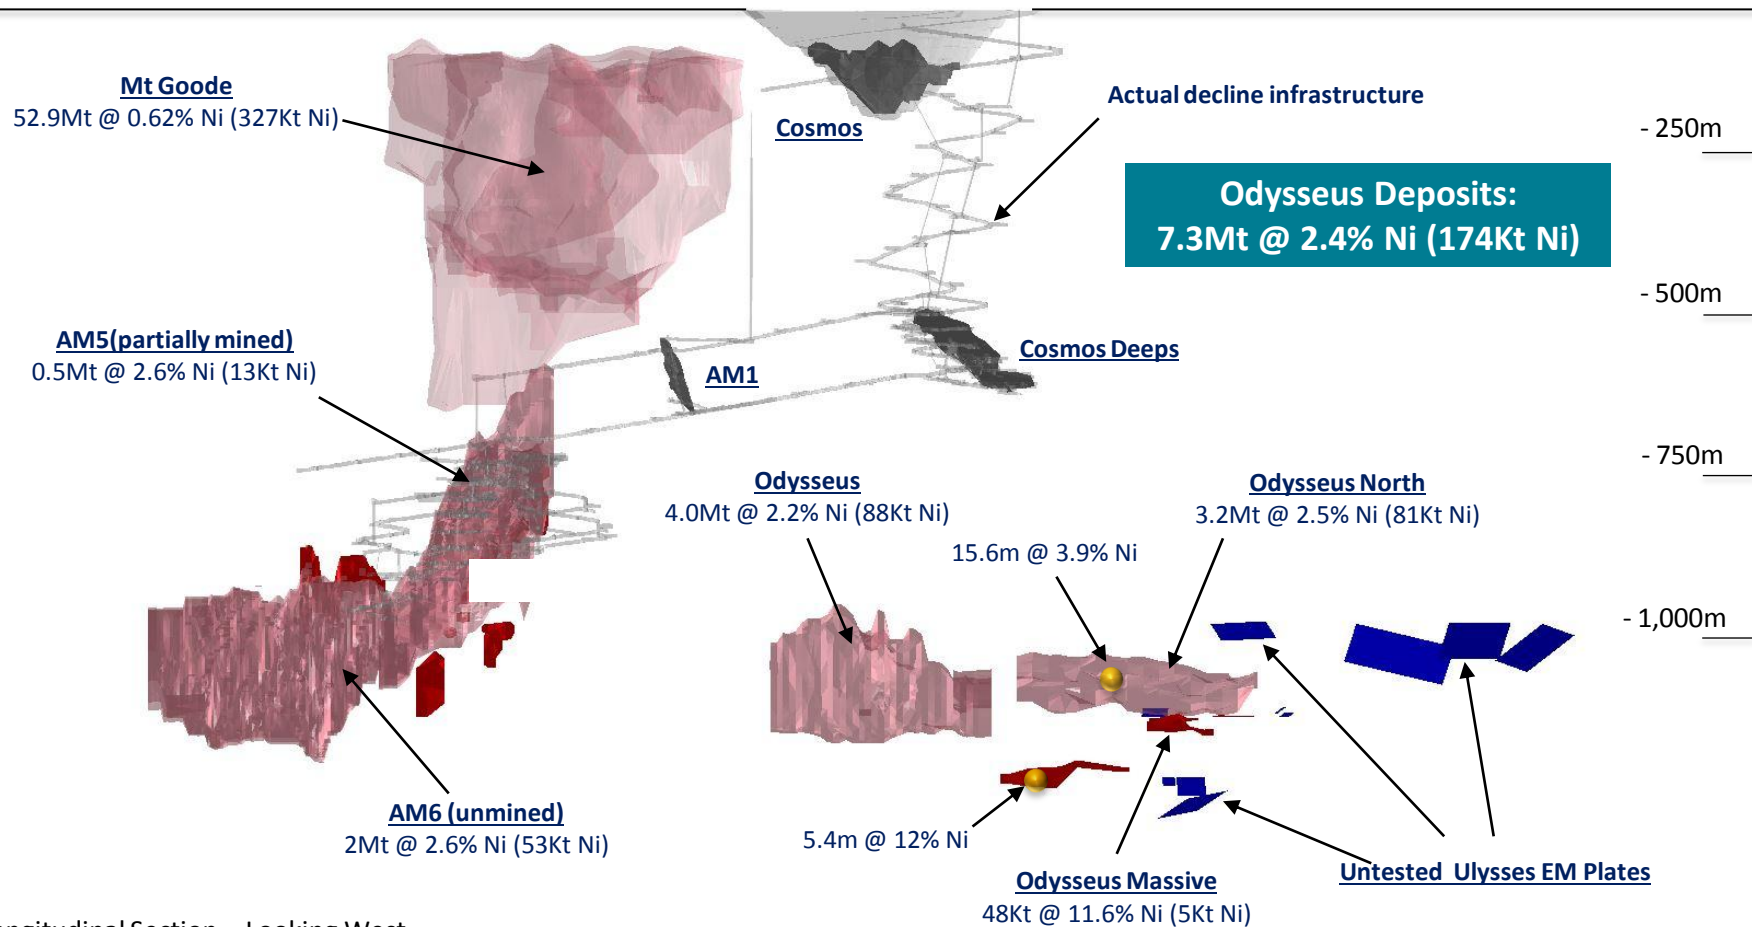 Mt Goode
52.9Mt @ 0.62% Ni (327Kt Ni)
Cosmos
Actual decline infrastructure
- 250m
Odysseus Deposits:
7.3Mt @ 2.4% Ni (174Kt Ni)
- 500m
AM5(partially mined)
0.5Mt @ 2.6% Ni (13Kt Ni)
AM1
Cosmos Deeps
- 750m
Odysseus
4.0Mt @ 2.2% Ni (88Kt Ni)
Odysseus North
3.2Mt @ 2.5% Ni (81Kt Ni)
15.6m @ 3.9% Ni
- 1,000m
AM6 (unmined)
2Mt @ 2.6% Ni (53Kt Ni)
5.4m @ 12% Ni
Odysseus Massive
48Kt @ 11.6% Ni (5Kt Ni)
Untested Ulysses EM Plates
Looking West